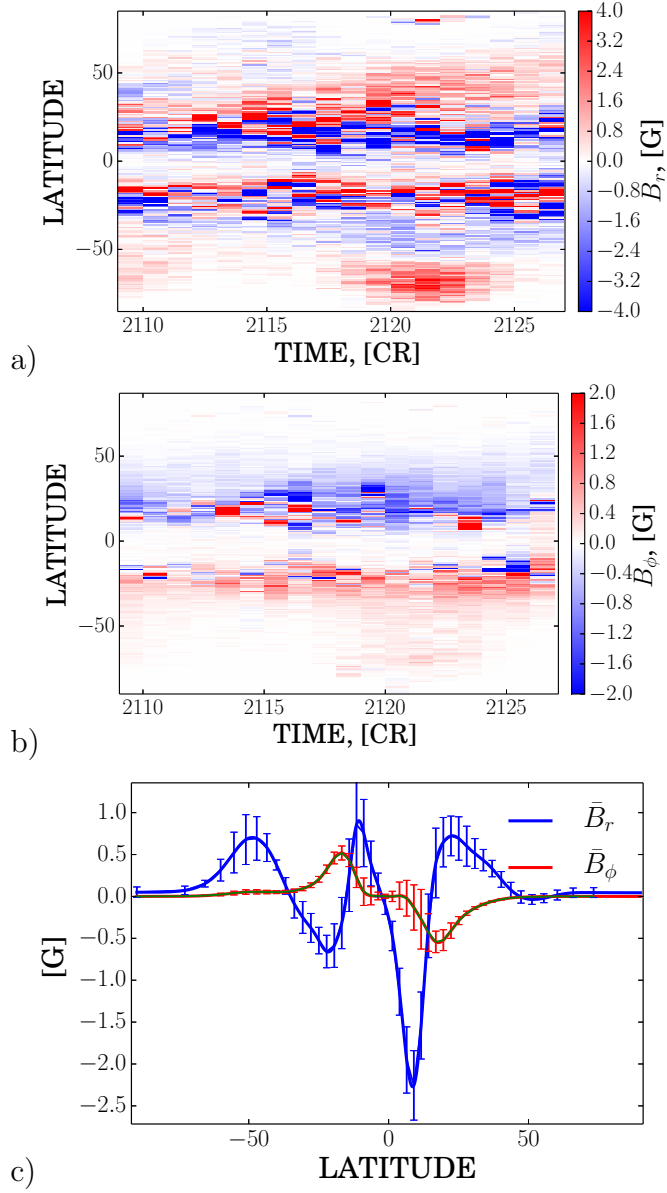 50
0
−50
LATITUDE
2110 2115 2120 2125
TIME, [CR]
4.0
3.2
2.4
1.6
0.8
0.0
−0.8
−1.6
−2.4
−3.2
−4.0
B̄r, [G]
a)
50
0
−50
LATITUDE
2110 2115 2120 2125
TIME, [CR]
2.0
1.6
1.2
0.8
0.4
0.0
−0.4
−0.8
−1.2
−1.6
−2.0
B̄ϕ, [G]
b)
1.0
0.5
0.0
−0.5
−1.0
−1.5
−2.0
−2.5
[G]
B̄r
B̄ϕ
−50 0 50
LATITUDE
c)